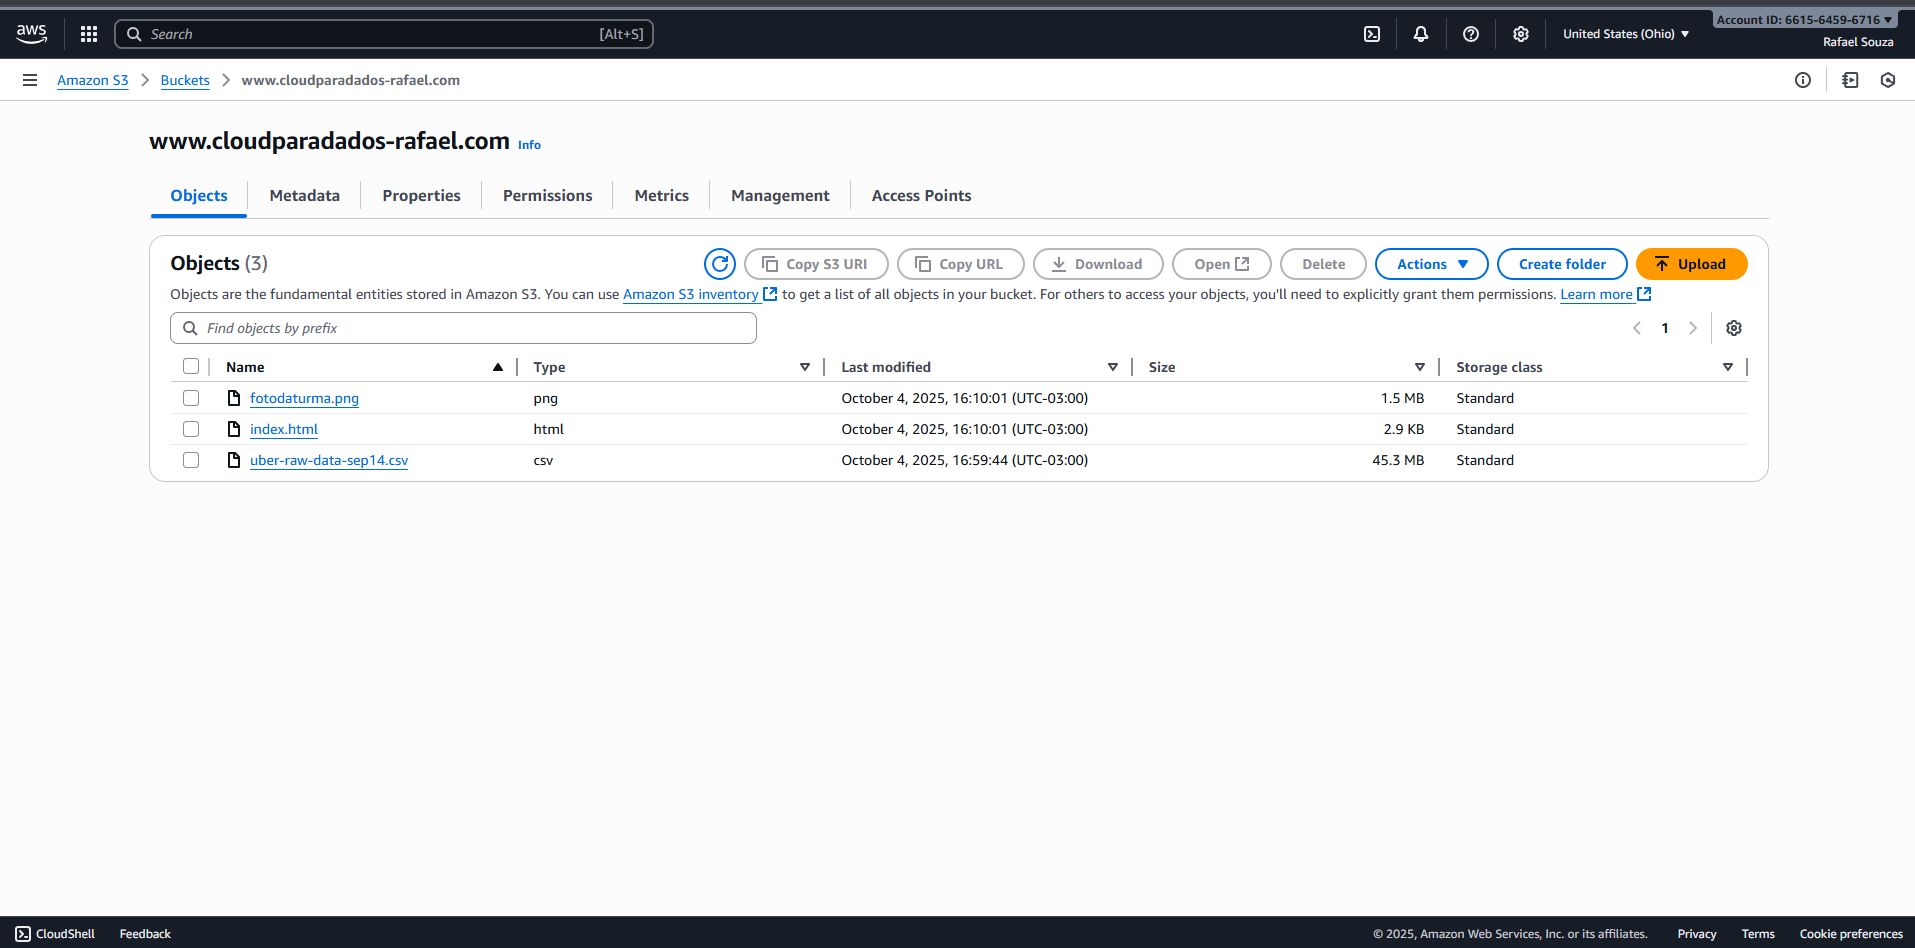 aws
Search [Alt+S]
United States (Ohio)
Account ID: 6615-6459-6716
Rafael Souza
Amazon S3 Buckets www.cloudparadados-rafael.com
www.cloudparadados-rafael.com Info
Objects Metadata Properties Permissions Metrics Management Access Points
Objects (3)
Copy S3 URI Copy URL Download Open Delete Actions Create folder Upload
Objects are the fundamental entities stored in Amazon S3. You can use Amazon S3 inventory to get a list of all objects in your bucket. For others to access your objects, you'll need to explicitly grant them permissions. Learn more
Find objects by prefix
1
Name Type Last modified Size Storage class
fotodaturma.png png October 4, 2025, 16:10:01 (UTC-03:00) 1.5 MB Standard
index.html html October 4, 2025, 16:10:01 (UTC-03:00) 2.9 KB Standard
uber-raw-data-sep14.csv csv October 4, 2025, 16:59:44 (UTC-03:00) 45.3 MB Standard
CloudShell Feedback © 2025, Amazon Web Services, Inc. or its affiliates. Privacy Terms Cookie preferences